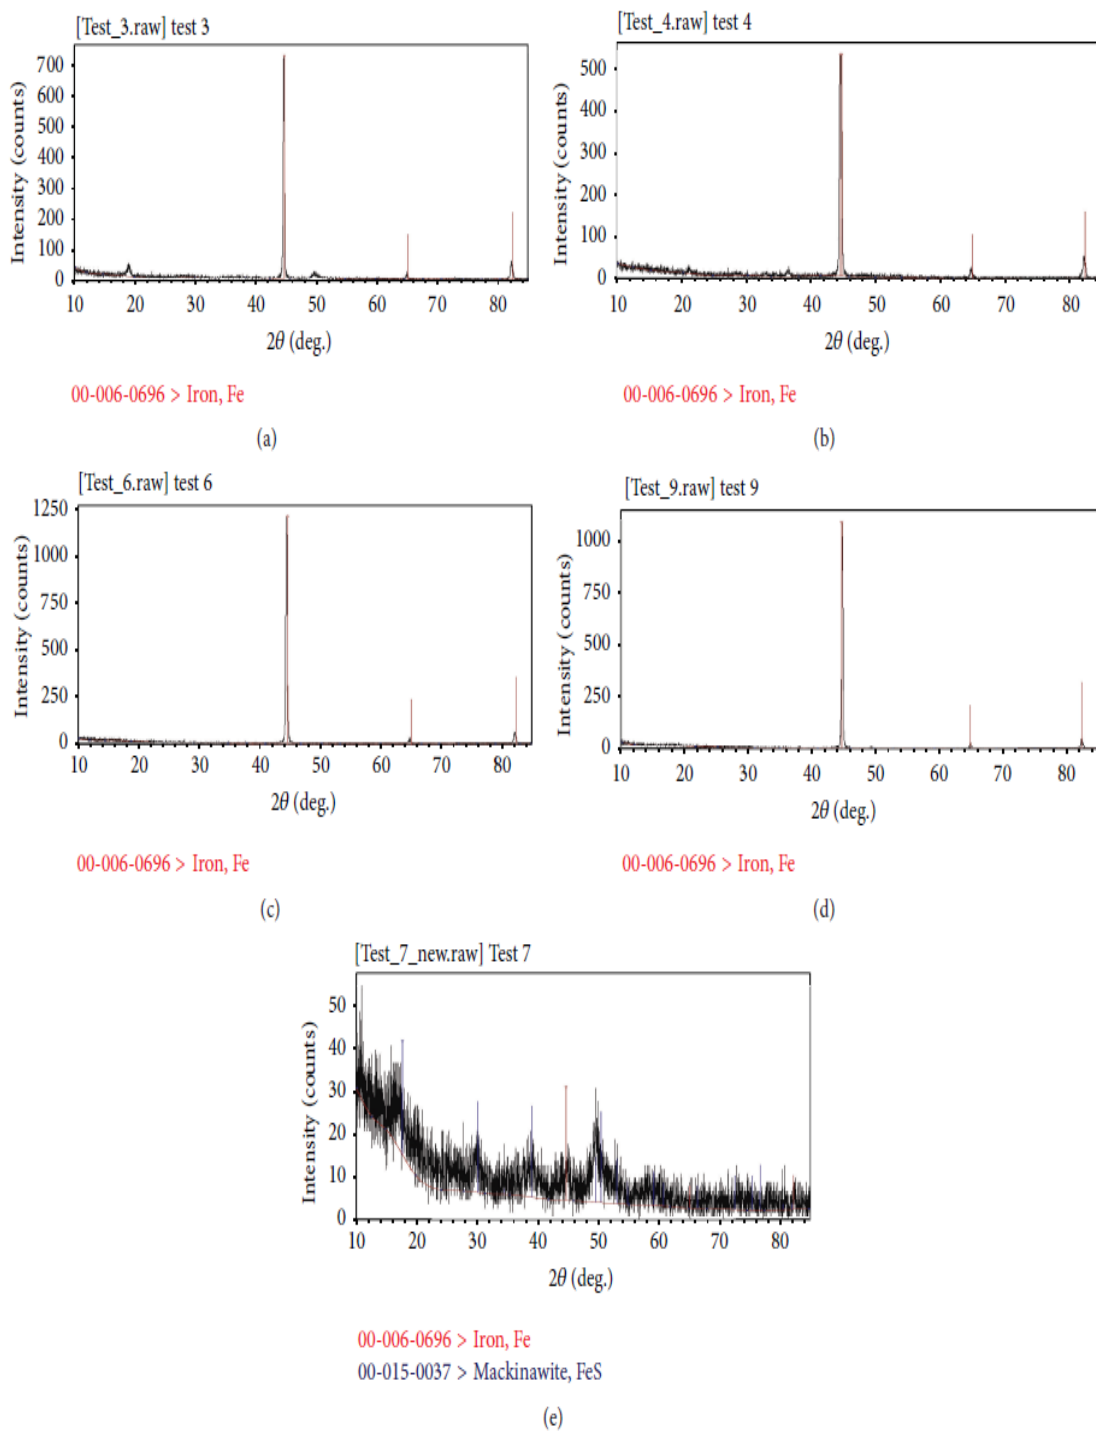 [Test_3.raw] test 3
Intensity (counts)
700
600
500
400
300
200
100
0
10 20 30 40 50 60 70 80
2θ (deg.)
00-006-0696 > Iron, Fe
(a)
[Test_4.raw] test 4
Intensity (counts)
500
400
300
200
100
0
10 20 30 40 50 60 70 80
2θ (deg.)
00-006-0696 > Iron, Fe
(b)
[Test_6.raw] test 6
Intensity (counts)
1250
1000
750
500
250
0
10 20 30 40 50 60 70 80
2θ (deg.)
00-006-0696 > Iron, Fe
(c)
[Test_9.raw] test 9
Intensity (counts)
1000
750
500
250
0
10 20 30 40 50 60 70 80
2θ (deg.)
00-006-0696 > Iron, Fe
(d)
[Test_7_new.raw] Test 7
Intensity (counts)
50
40
30
20
10
0
10 20 30 40 50 60 70 80
2θ (deg.)
00-006-0696 > Iron, Fe
00-015-0037 > Mackinawite, FeS
(e)